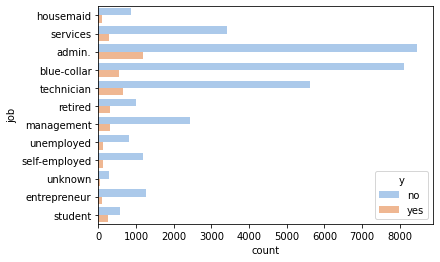 housemaid
services
admin.
blue-collar
technician
retired
management
unemployed
self-employed
unknown
entrepreneur
student
job
y
no
yes
0 1000 2000 3000 4000 5000 6000 7000 8000
count